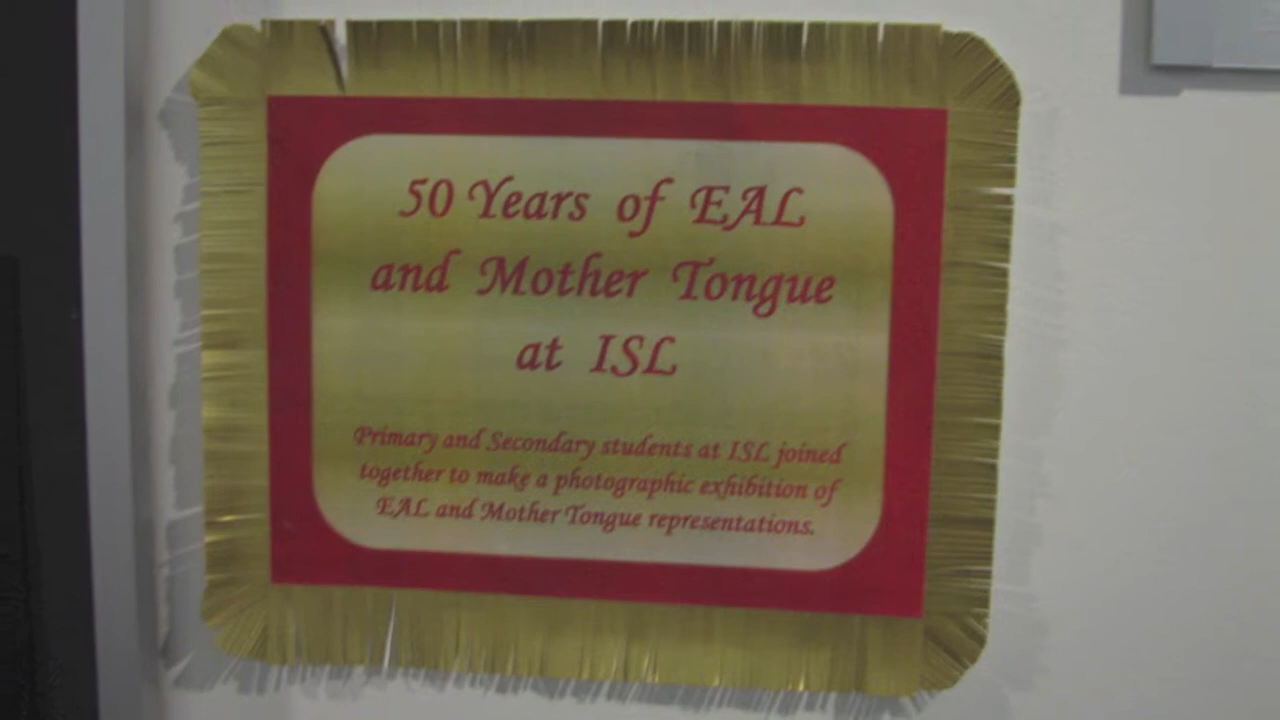 50 Years of EAL
and Mother Tongue
at ISL
Primary and Secondary students at ISL joined
together to make a photographic exhibition of
EAL and Mother Tongue representations.